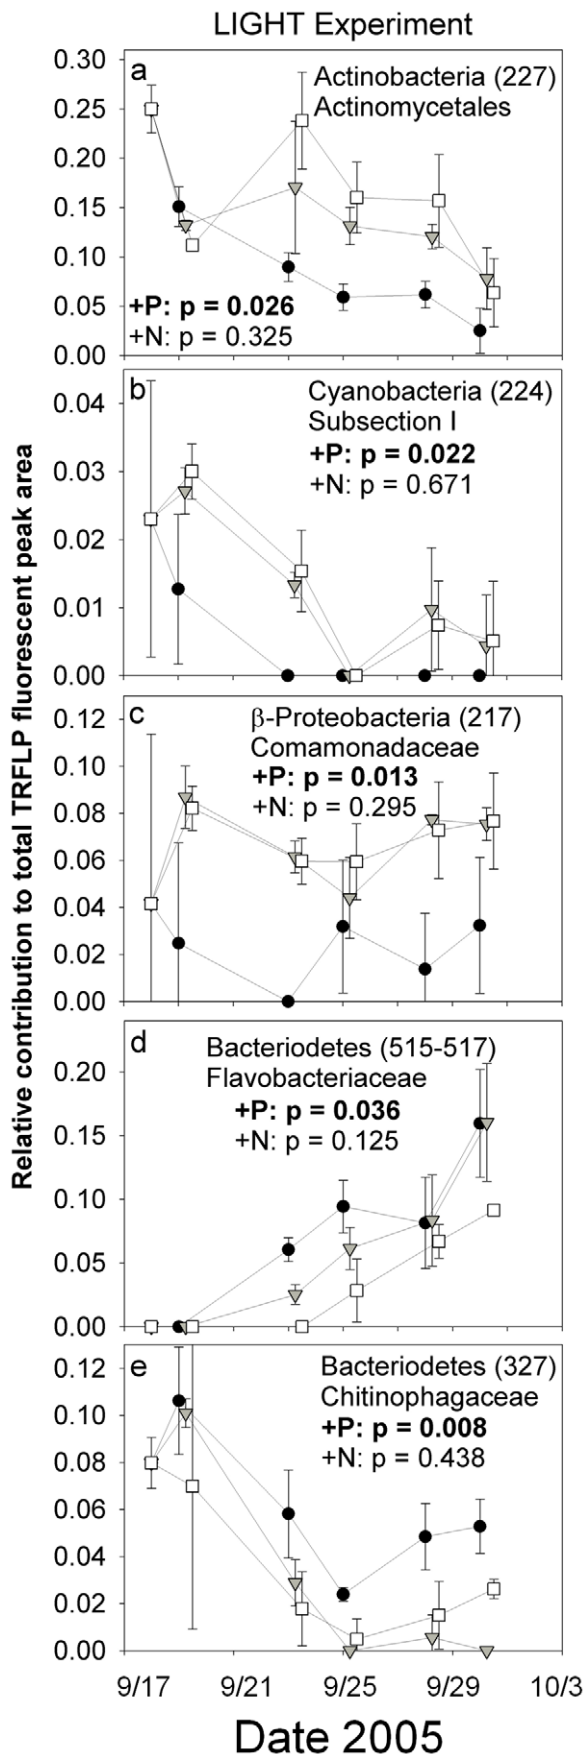 LIGHT Experiment
Relative contribution to total TRFLP fluorescent peak area
a
Actinobacteria (227)
Actinomycetales
+P: p = 0.026
+N: p = 0.325
0.30
0.25
0.20
0.15
0.10
0.05
0.00
b
Cyanobacteria (224)
Subsection I
+P: p = 0.022
+N: p = 0.671
0.04
0.03
0.02
0.01
0.00
c
β-Proteobacteria (217)
Comamonadaceae
+P: p = 0.013
+N: p = 0.295
0.12
0.10
0.08
0.06
0.04
0.02
0.00
d
Bacteriodetes (515-517)
Flavobacteriaceae
+P: p = 0.036
+N: p = 0.125
0.20
0.15
0.10
0.05
0.00
e
Bacteriodetes (327)
Chitinophagaceae
+P: p = 0.008
+N: p = 0.438
0.12
0.10
0.08
0.06
0.04
0.02
0.00
9/17 9/21 9/25 9/29 10/3
Date 2005